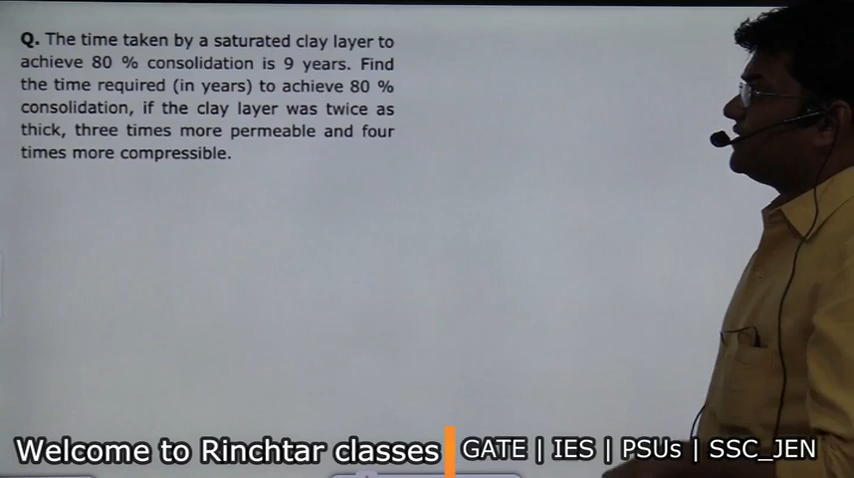 Q. The time taken by a saturated clay layer to
achieve 80 % consolidation is 9 years. Find
the time required (in years) to achieve 80 %
consolidation, if the clay layer was twice as
thick, three times more permeable and four
times more compressible.
Welcome to Rinchtar classes | GATE | IES | PSUs | SSC_JEN